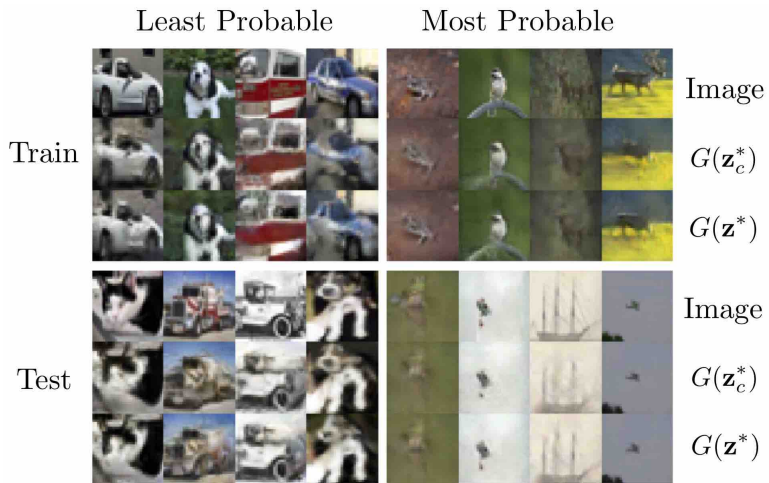 Least Probable Most Probable
Train
Image
G(z*_c)
G(z*)
Test
Image
G(z*_c)
G(z*)